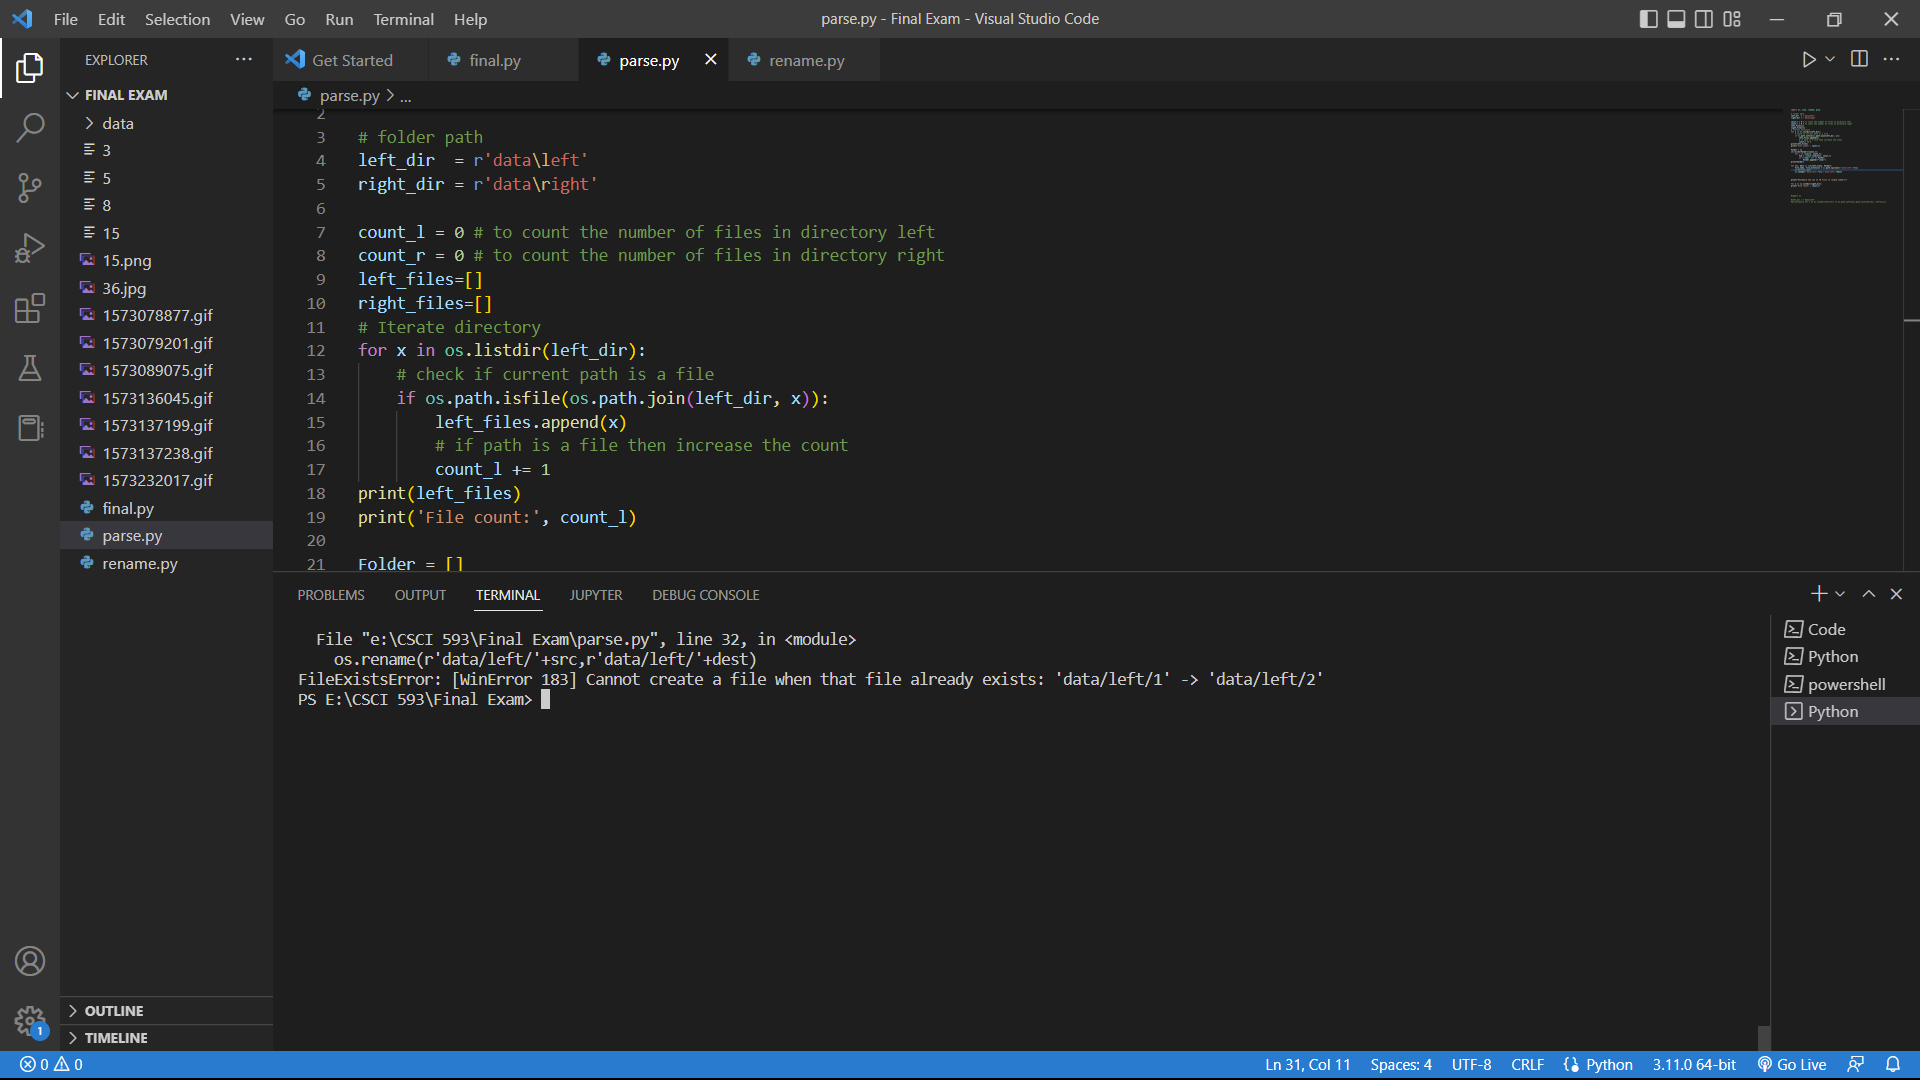 File Edit Selection View Go Run Terminal Help
parse.py - Final Exam - Visual Studio Code
EXPLORER
FINAL EXAM
data
3
5
8
15
15.png
36.jpg
1573078877.gif
1573079201.gif
1573089075.gif
1573136045.gif
1573137199.gif
1573137238.gif
1573232017.gif
final.py
parse.py
rename.py
OUTLINE
TIMELINE
1
Get Started final.py parse.py rename.py
parse.py > ...
2
3 # folder path
4 left_dir  = r'data\left'
5 right_dir = r'data\right'
6
7 count_l = 0 # to count the number of files in directory left
8 count_r = 0 # to count the number of files in directory right
9 left_files=[]
10 right_files=[]
11 # Iterate directory
12 for x in os.listdir(left_dir):
13     # check if current path is a file
14     if os.path.isfile(os.path.join(left_dir, x)):
15         left_files.append(x)
16         # if path is a file then increase the count
17         count_l += 1
18 print(left_files)
19 print('File count:', count_l)
20
21 Folder = []
PROBLEMS OUTPUT TERMINAL JUPYTER DEBUG CONSOLE
File "e:\CSCI 593\Final Exam\parse.py", line 32, in <module>
os.rename(r'data/left/'+src,r'data/left/'+dest)
FileExistsError: [WinError 183] Cannot create a file when that file already exists: 'data/left/1' -> 'data/left/2'
PS E:\CSCI 593\Final Exam>
Code
Python
powershell
Python
0 0 Ln 31, Col 11 Spaces: 4 UTF-8 CRLF Python 3.11.0 64-bit Go Live